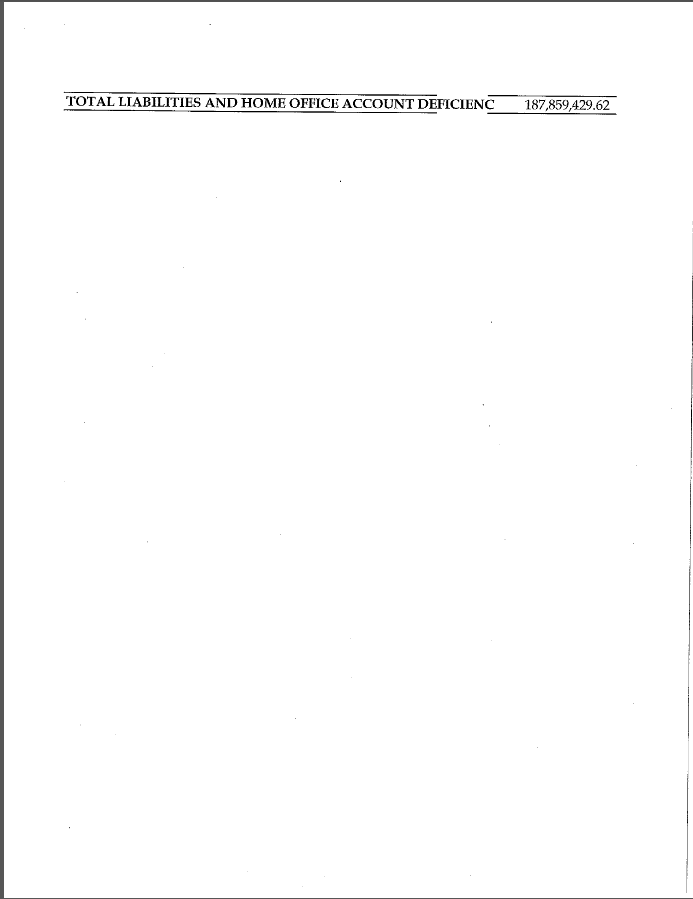 TOTAL LIABILITIES AND HOME OFFICE ACCOUNT DEFICIENC 187,859,429.62